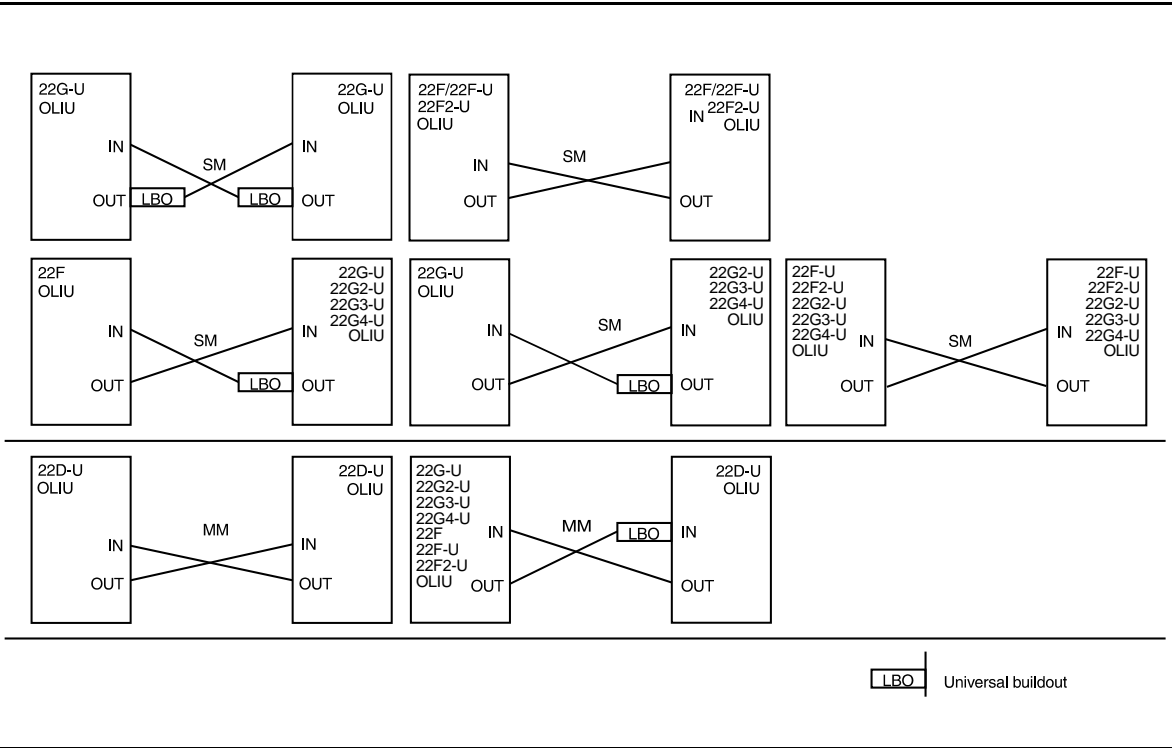 22G-U
OLIU
IN
OUT
LBO
SM
LBO
22G-U
OLIU
IN
OUT
22F/22F-U
22F2-U
OLIU
IN
OUT
SM
22F/22F-U
IN 22F2-U
OLIU
OUT
22F
OLIU
IN
OUT
SM
LBO
22G-U
22G2-U
22G3-U
22G4-U
OLIU
IN
OUT
22G-U
OLIU
IN
OUT
SM
LBO
22G2-U
22G3-U
22G4-U
OLIU
IN
OUT
22F-U
22F2-U
22G2-U
22G3-U
22G4-U
OLIU
IN
OUT
SM
22F-U
22F2-U
22G2-U
22G3-U
22G4-U
OLIU
IN
OUT
22D-U
OLIU
IN
OUT
MM
22D-U
OLIU
IN
OUT
22G-U
22G2-U
22G3-U
22G4-U
22F
22F-U
22F2-U
OLIU
IN
OUT
MM
LBO
22D-U
OLIU
IN
OUT
LBO
Universal buildout